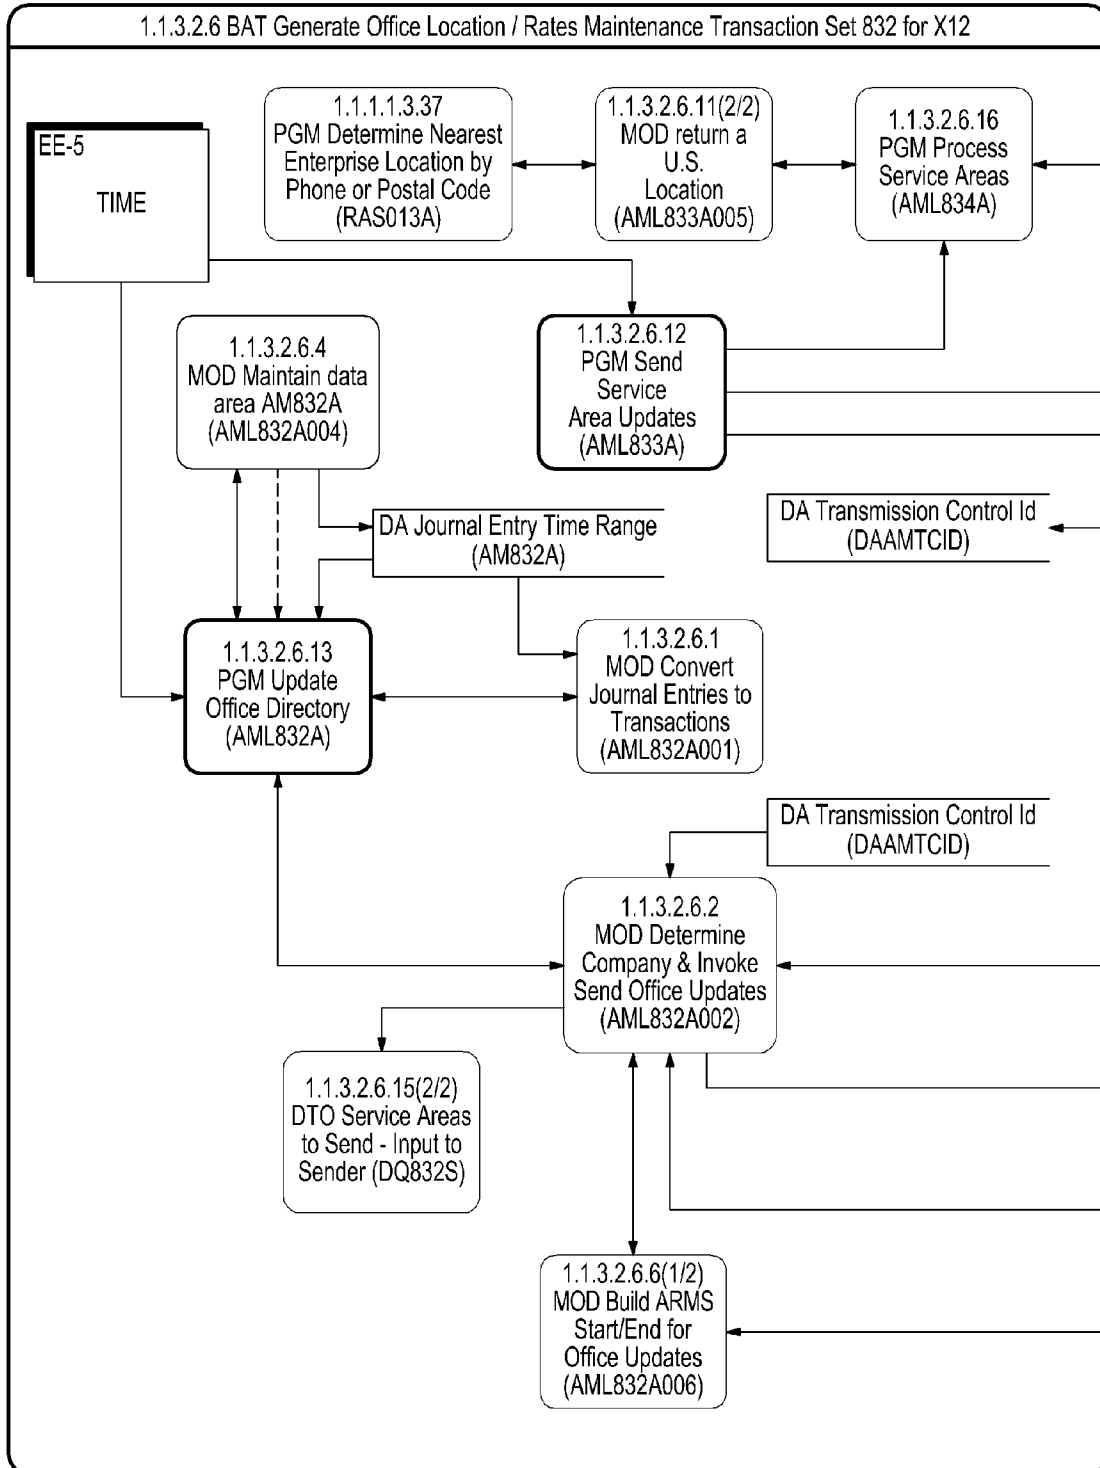 1.1.3.2.6 BAT Generate Office Location / Rates Maintenance Transaction Set 832 for X12
EE-5
TIME
1.1.1.1.3.37
PGM Determine Nearest
Enterprise Location by
Phone or Postal Code
(RAS013A)
1.1.3.2.6.11(2/2)
MOD return a
U.S.
Location
(AML833A005)
1.1.3.2.6.16
PGM Process
Service Areas
(AML834A)
1.1.3.2.6.4
MOD Maintain data
area AM832A
(AML832A004)
1.1.3.2.6.12
PGM Send
Service
Area Updates
(AML833A)
DA Journal Entry Time Range
(AM832A)
DA Transmission Control Id
(DAAMTCID)
1.1.3.2.6.13
PGM Update
Office Directory
(AML832A)
1.1.3.2.6.1
MOD Convert
Journal Entries to
Transactions
(AML832A001)
DA Transmission Control Id
(DAAMTCID)
1.1.3.2.6.2
MOD Determine
Company & Invoke
Send Office Updates
(AML832A002)
1.1.3.2.6.15(2/2)
DTO Service Areas
to Send - Input to
Sender (DQ832S)
1.1.3.2.6.6(1/2)
MOD Build ARMS
Start/End for
Office Updates
(AML832A006)